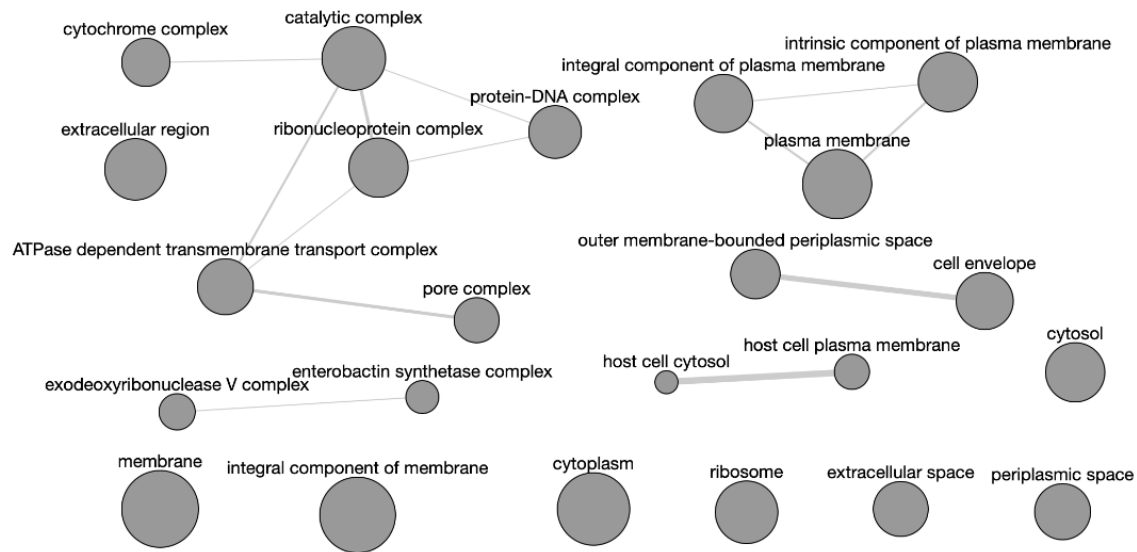 catalytic complex
cytochrome complex
intrinsic component of plasma membrane
integral component of plasma membrane
protein-DNA complex
extracellular region
ribonucleoprotein complex
plasma membrane
ATPase dependent transmembrane transport complex
outer membrane-bounded periplasmic space
cell envelope
pore complex
cytosol
host cell plasma membrane
host cell cytosol
enterobactin synthetase complex
exodeoxyribonuclease V complex
membrane
integral component of membrane
cytoplasm
ribosome
extracellular space
periplasmic space